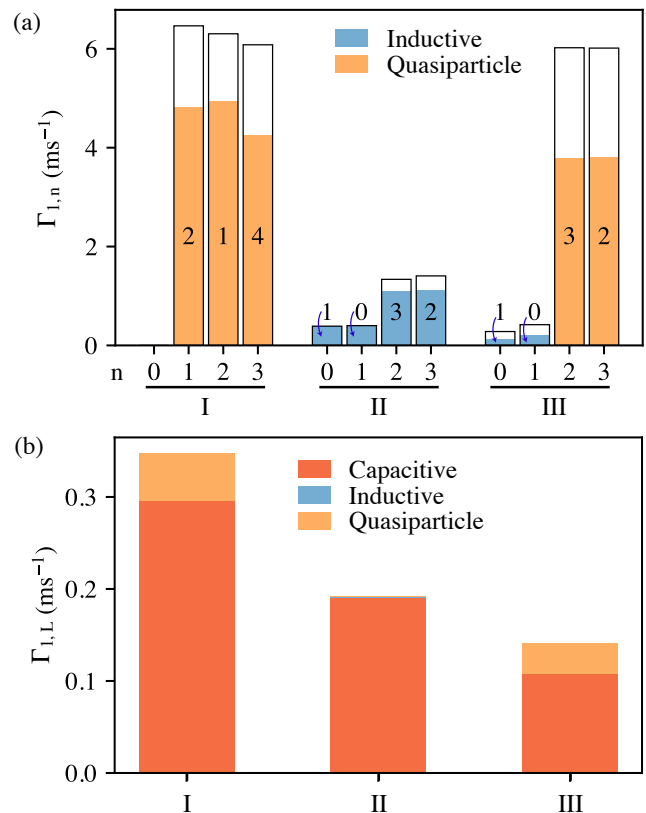 (a)
Γ1,n (ms−1)
6
4
2
0
Inductive
Quasiparticle
2 1 4 1 0 3 2 1 0 3 2
n 0 1 2 3 0 1 2 3 0 1 2 3
I II III
(b)
Γ1,L (ms−1)
0.3
0.2
0.1
0.0
Capacitive
Inductive
Quasiparticle
I II III